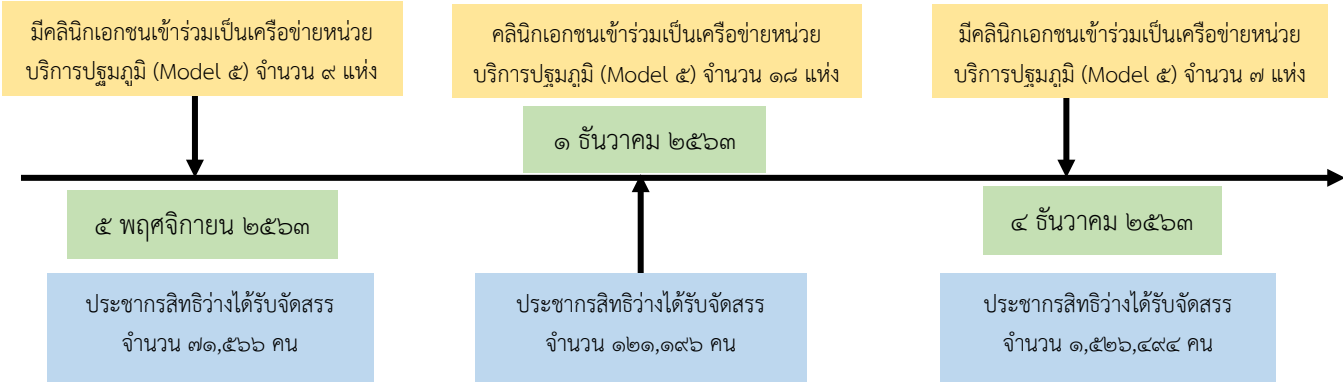 มีคลินิกเอกชนเข้าร่วมเป็นเครือข่ายหน่วย
บริการปฐมภูมิ (Model ๕) จำนวน ๙ แห่ง
คลินิกเอกชนเข้าร่วมเป็นเครือข่ายหน่วย
บริการปฐมภูมิ (Model ๕) จำนวน ๑๘ แห่ง
มีคลินิกเอกชนเข้าร่วมเป็นเครือข่ายหน่วย
บริการปฐมภูมิ (Model ๕) จำนวน ๗ แห่ง
๑ ธันวาคม ๒๕๖๓
๕ พฤศจิกายน ๒๕๖๓
๔ ธันวาคม ๒๕๖๓
ประชากรสิทธิว่างได้รับจัดสรร
จำนวน ๗๑,๕๖๖ คน
ประชากรสิทธิว่างได้รับจัดสรร
จำนวน ๑๒๑,๑๙๖ คน
ประชากรสิทธิว่างได้รับจัดสรร
จำนวน ๑,๕๒๖,๔๙๔ คน